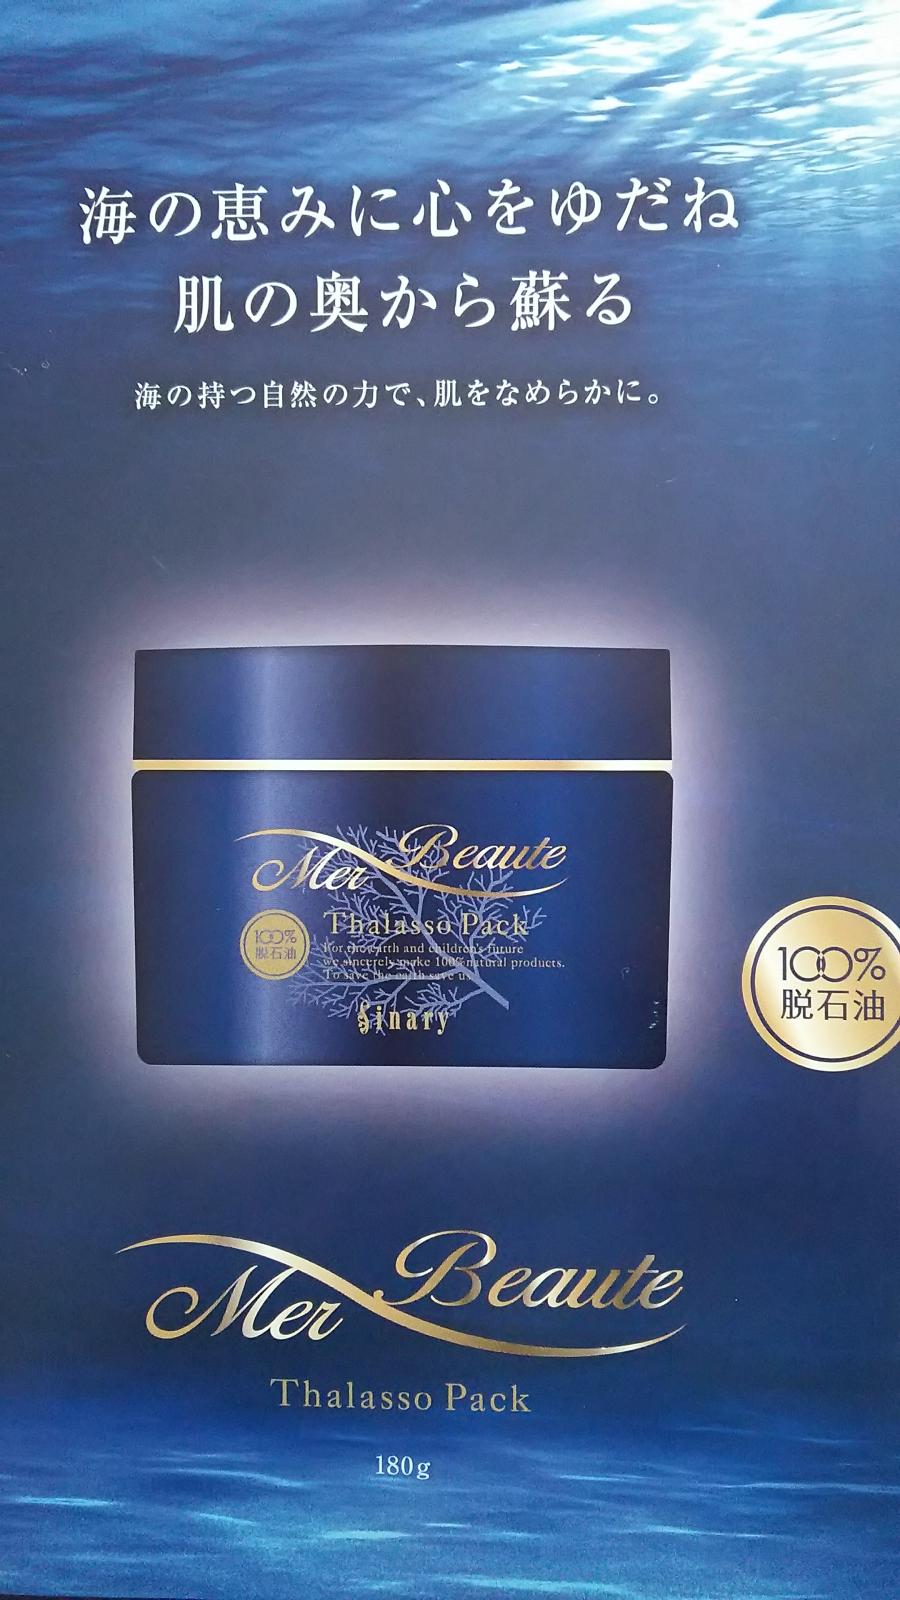 海の恵みに心をゆだね
肌の奥から蘇る
海の持つ自然の力で、肌をなめらかに。
Mer Beaute
Thalasso Pack
100%
脱石油
For the earth and children's future
we sincerely make 100% natural products.
To save the earth save us
Sinary
100%
脱石油
Mer Beaute
Thalasso Pack
180g